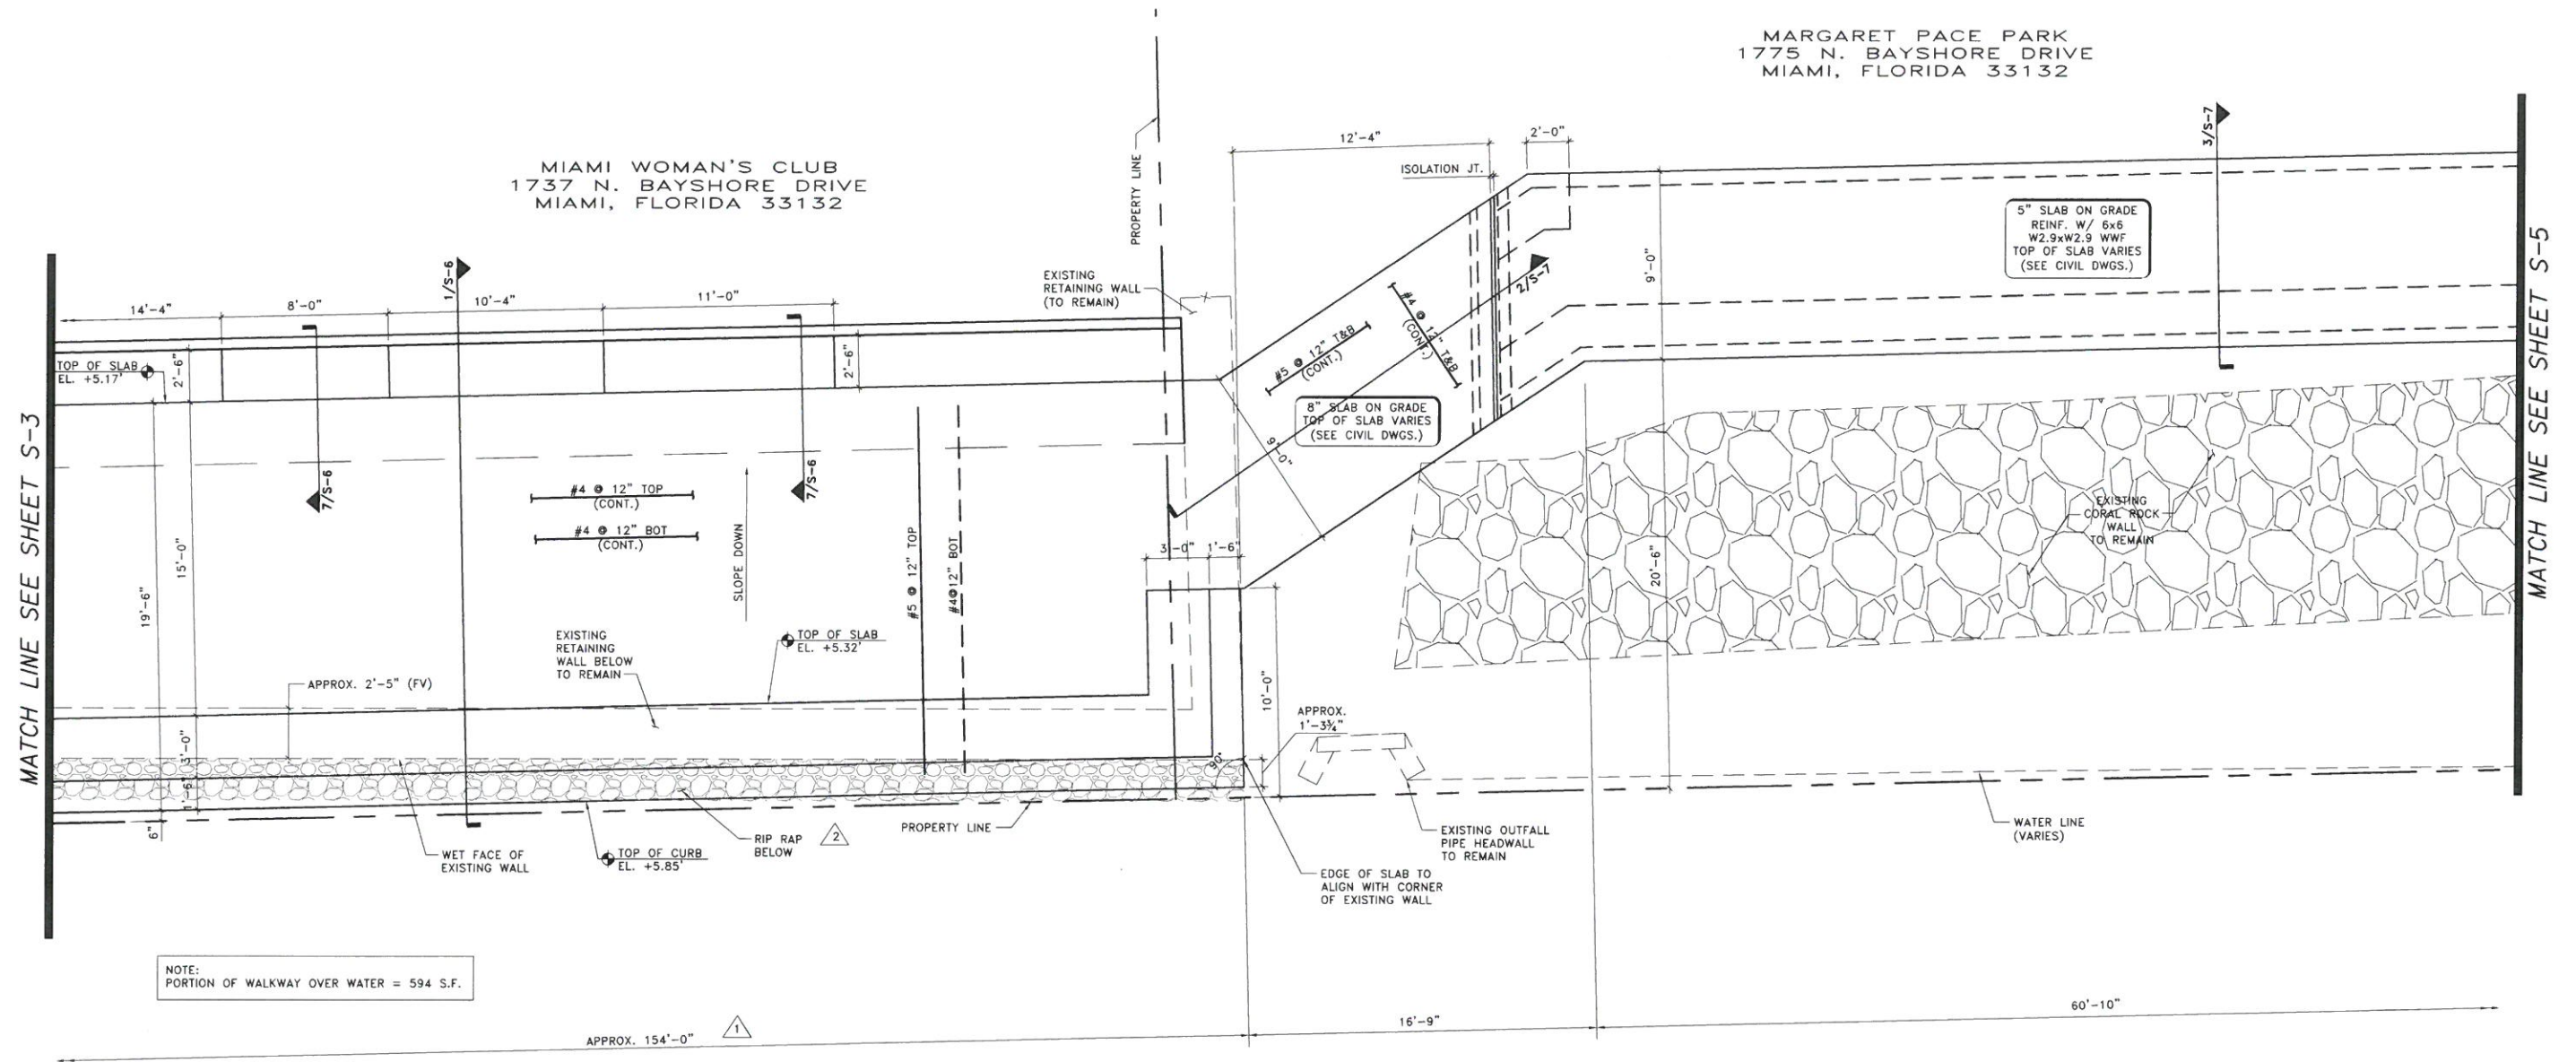 MARGARET PACE PARK
1775 N. BAYSHORE DRIVE
MIAMI, FLORIDA 33132
MIAMI WOMAN'S CLUB
1737 N. BAYSHORE DRIVE
MIAMI, FLORIDA 33132
MATCH LINE SEE SHEET S-3
MATCH LINE SEE SHEET S-5
PROPERTY LINE
12'-4"
2'-0"
ISOLATION JT.
3/S-7
5" SLAB ON GRADE
REINF. W/ 6x6
W2.9xW2.9 WWF
TOP OF SLAB VARIES
(SEE CIVIL DWGS.)
9'-0"
2/S-7
EXISTING
RETAINING WALL
(TO REMAIN)
14'-4"
8'-0"
1/S-6
10'-4"
11'-0"
TOP OF SLAB
EL. +5.17'
2'-6"
2'-6"
#5 @ 12" T&B
(CONT.)
#4 @ 12" T&B
(CONT.)
8" SLAB ON GRADE
TOP OF SLAB VARIES
(SEE CIVIL DWGS.)
9'-0"
7/S-6
7/S-6
#4 @ 12" TOP
(CONT.)
#4 @ 12" BOT
(CONT.)
SLOPE DOWN
#5 @ 12" TOP
#4@12" BOT
3'-0"
1'-6"
19'-6"
15'-0"
EXISTING
CORAL ROCK
WALL
TO REMAIN
20'-6"
EXISTING
RETAINING
WALL BELOW
TO REMAIN
TOP OF SLAB
EL. +5.32'
APPROX. 2'-5" (FV)
10'-0"
APPROX.
1'-3¾"
90°
3'-0"
1'-6"
6"
WET FACE OF
EXISTING WALL
TOP OF CURB
EL. +5.85'
RIP RAP
BELOW
2
PROPERTY LINE
EXISTING OUTFALL
PIPE HEADWALL
TO REMAIN
EDGE OF SLAB TO
ALIGN WITH CORNER
OF EXISTING WALL
WATER LINE
(VARIES)
NOTE:
PORTION OF WALKWAY OVER WATER = 594 S.F.
APPROX. 154'-0"
1
16'-9"
60'-10"